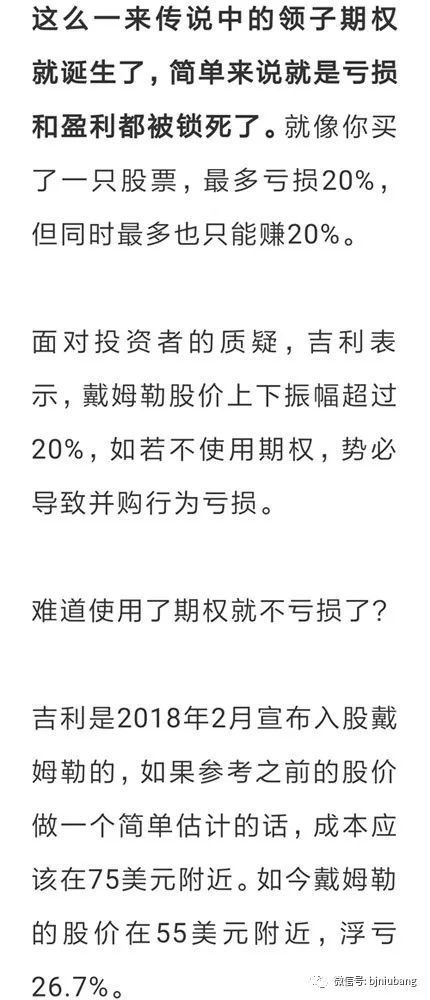 这么一来传说中的领子期权
就诞生了，简单来说就是亏损
和盈利都被锁死了。就像你买
了一只股票，最多亏损20%，
但同时最多也只能赚20%。
面对投资者的质疑，吉利表
示，戴姆勒股价上下振幅超过
20%，如若不使用期权，势必
导致并购行为亏损。
难道使用了期权就不亏损了？
吉利是2018年2月宣布入股戴
姆勒的，如果参考之前的股价
做一个简单估计的话，成本应
该在75美元附近。如今戴姆勒
的股价在55美元附近，浮亏
26.7%。
微信号: bjniubang